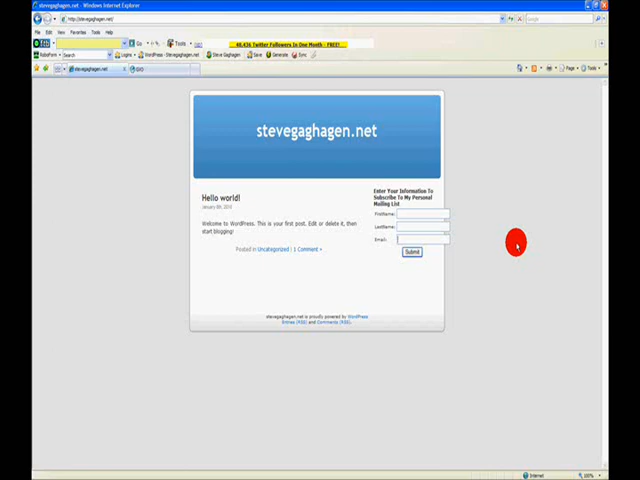 stevegaghagen.net - Windows Internet Explorer
http://stevegaghagen.net/
Google
File Edit View Favorites Tools Help
Go Tools 48,436 Twitter Followers In One Month - FREE!
RoboForm Search Logins WordPress - Stevegaghagen.net Steve Gaghagen Save Generate Sync
stevegaghagen.net Page Tools
stevegaghagen.net
Hello world!
January 8th, 2010
Welcome to WordPress. This is your first post. Edit or delete it, then
start blogging!
Posted in Uncategorized | 1 Comment »
Enter Your Information To
Subscribe To My Personal
Mailing List
FirstName:
LastName:
Email:
Submit
stevegaghagen.net is proudly powered by WordPress
Entries (RSS) and Comments (RSS).
Internet 100%